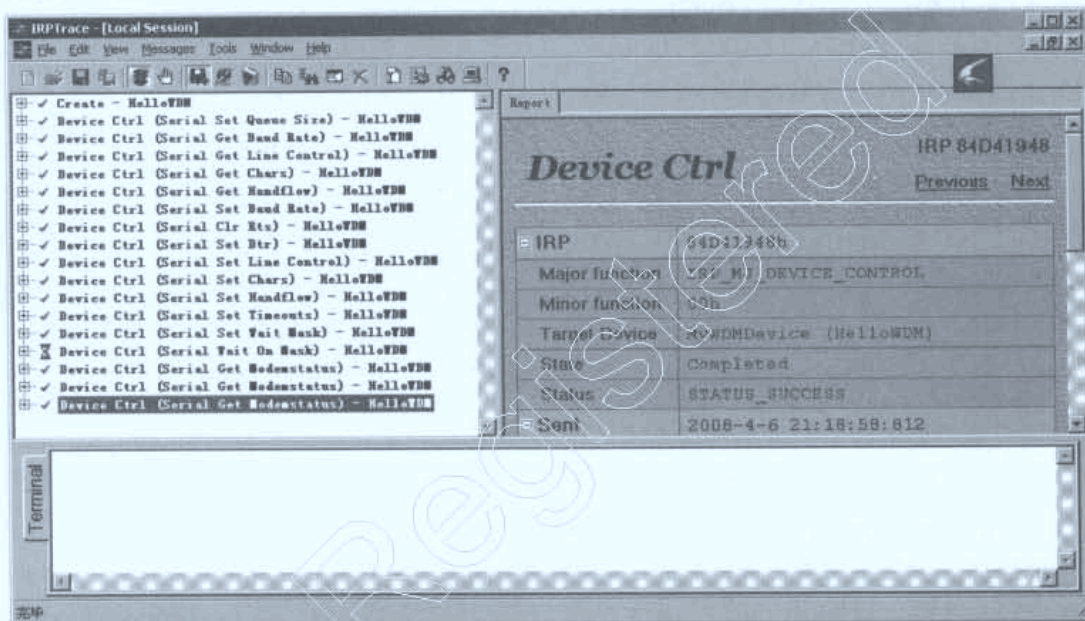 IRPTrace - [Local Session]
File Edit View Messages Tools Window Help
Create - HelloWDM
Device Ctrl (Serial Set Queue Size) - HelloWDM
Device Ctrl (Serial Get Baud Rate) - HelloWDM
Device Ctrl (Serial Get Line Control) - HelloWDM
Device Ctrl (Serial Get Chars) - HelloWDM
Device Ctrl (Serial Get Handflow) - HelloWDM
Device Ctrl (Serial Set Baud Rate) - HelloWDM
Device Ctrl (Serial Clr Rts) - HelloWDM
Device Ctrl (Serial Set Dtr) - HelloWDM
Device Ctrl (Serial Set Line Control) - HelloWDM
Device Ctrl (Serial Set Chars) - HelloWDM
Device Ctrl (Serial Set Handflow) - HelloWDM
Device Ctrl (Serial Set Timeouts) - HelloWDM
Device Ctrl (Serial Set Wait Mask) - HelloWDM
Device Ctrl (Serial Wait On Mask) - HelloWDM
Device Ctrl (Serial Get Modemstatus) - HelloWDM
Device Ctrl (Serial Get Modemstatus) - HelloWDM
Device Ctrl (Serial Get Modemstatus) - HelloWDM
Report
Device Ctrl
IRP 84D41948
Previous Next
IRP 84D41948h
Major function IRP_MJ_DEVICE_CONTROL
Minor function 00h
Target Device MyWDMDevice (HelloWDM)
State Completed
Status STATUS_SUCCESS
Sent 2008-4-6 21:18:58:812
Terminal
完毕
Registered